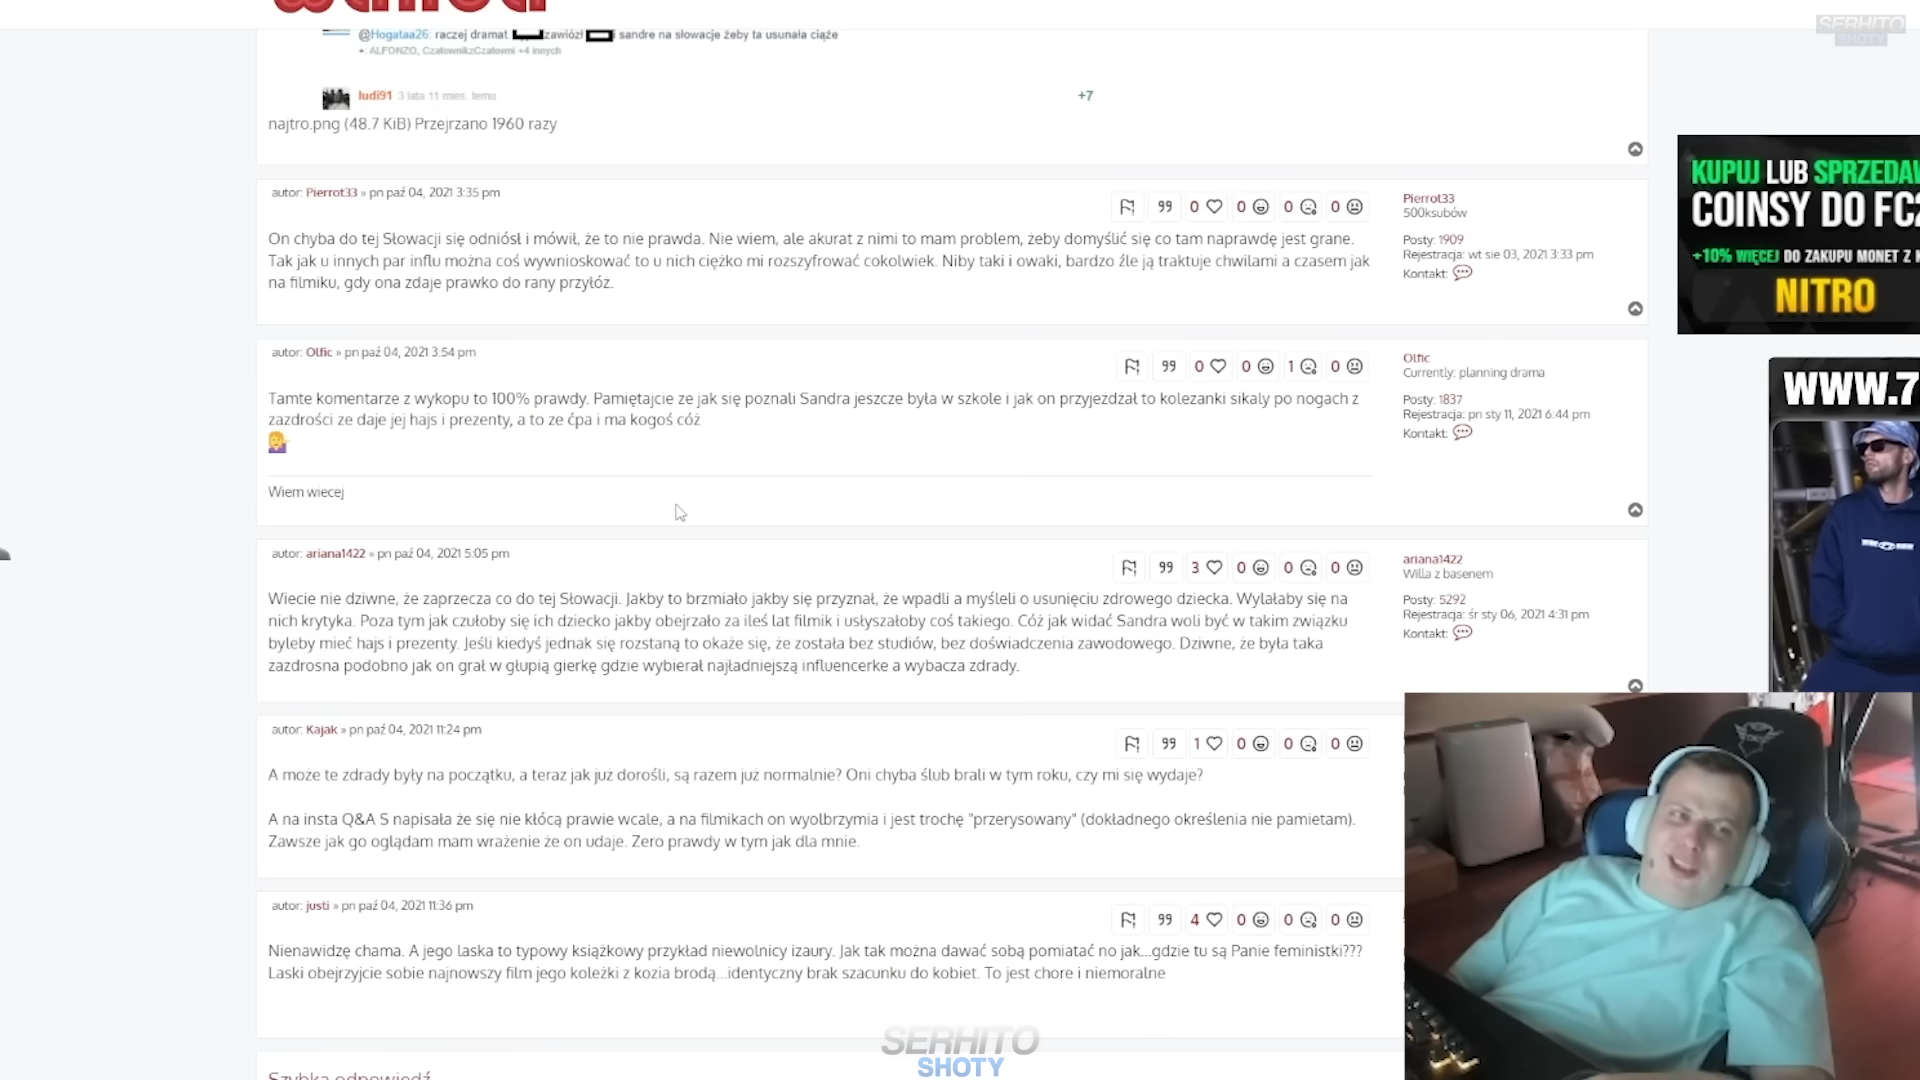 SERHITO
SHOTY
@Hogataa26: raczej dramat. zawiózł sandre na słowacje żeby ta usunała ciąże
ALFONZO, CzatownikzCzatowni +4 innych
ludi91 3 lata 11 mies. temu
+7
najtro.png (48.7 KiB) Przejrzano 1960 razy
autor: Pierrot33 » pn paź 04, 2021 3:35 pm
99 0 0 0 0
On chyba do tej Słowacji się odniósł i mówił, że to nie prawda. Nie wiem, ale akurat z nimi to mam problem, żeby domyślić się co tam naprawdę jest grane.
Tak jak u innych par influ można coś wywnioskować to u nich ciężko mi rozszyfrować cokolwiek. Niby taki i owaki, bardzo źle ją traktuje chwilami a czasem jak
na filmiku, gdy ona zdaje prawko do rany przyłóż.
Pierrot33
500ksubów
Posty: 1909
Rejestracja: wt sie 03, 2021 3:33 pm
Kontakt:
autor: Olfic » pn paź 04, 2021 3:54 pm
99 0 0 1 0
Tamte komentarze z wykopu to 100% prawdy. Pamiętajcie ze jak się poznali Sandra jeszcze była w szkole i jak on przyjeżdżał to kolezanki sikaly po nogach z
zazdrości ze daje jej hajs i prezenty, a to ze ćpa i ma kogoś cóż
Wiem wiecej
Olfic
Currently: planning drama
Posty: 1837
Rejestracja: pn sty 11, 2021 6:44 pm
Kontakt:
autor: ariana1422 » pn paź 04, 2021 5:05 pm
99 3 0 0 0
Wiecie nie dziwne, że zaprzecza co do tej Słowacji. Jakby to brzmiało jakby się przyznał, że wpadli a myśleli o usunięciu zdrowego dziecka. Wylałaby się na
nich krytyka. Poza tym jak czułoby się ich dziecko jakby obejrzało za ileś lat filmik i usłyszałoby coś takiego. Cóż jak widać Sandra woli być w takim związku
byleby mieć hajs i prezenty. Jeśli kiedyś jednak się rozstaną to okaże się, że została bez studiów, bez doświadczenia zawodowego. Dziwne, że była taka
zazdrosna podobno jak on grał w głupią gierkę gdzie wybierał najładniejszą influencerke a wybacza zdrady.
ariana1422
Willa z basenem
Posty: 5292
Rejestracja: śr sty 06, 2021 4:31 pm
Kontakt:
autor: Kajak » pn paź 04, 2021 11:24 pm
99 1 0 0 0
A może te zdrady były na początku, a teraz jak już dorośli, są razem już normalnie? Oni chyba ślub brali w tym roku, czy mi się wydaje?
A na insta Q&A S napisała że się nie kłócą prawie wcale, a na filmikach on wyolbrzymia i jest trochę "przerysowany" (dokładnego określenia nie pamietam).
Zawsze jak go oglądam mam wrażenie że on udaje. Zero prawdy w tym jak dla mnie.
autor: justi » pn paź 04, 2021 11:36 pm
99 4 0 0 0
Nienawidzę chama. A jego laska to typowy książkowy przykład niewolnicy izaury. Jak tak można dawać sobą pomiatać no jak...gdzie tu są Panie feministki???
Laski obejrzyjcie sobie najnowszy film jego koleżki z kozia brodą...identyczny brak szacunku do kobiet. To jest chore i niemoralne
Szybka odpowiedź
KUPUJ LUB SPRZEDAW
COINSY DO FC2
+10% WIĘCEJ DO ZAKUPU MONET Z K
NITRO
WWW.7
SERHITO
SHOTY